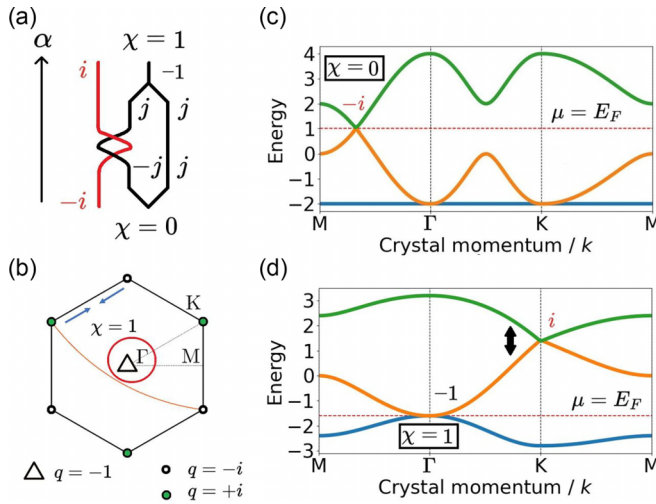 (a)
α
χ = 1
i
−1
j
j
−j
j
−i
χ = 0
(b)
χ = 1
K
Γ
M
△ q = −1
q = −i
q = +i
(c)
Energy
4
3
2
1
0
−1
−2
χ = 0
−i
μ = E_F
M
Γ
K
M
Crystal momentum / k
(d)
Energy
3
2
1
0
−1
−2
−3
i
−1
μ = E_F
χ = 1
M
Γ
K
M
Crystal momentum / k